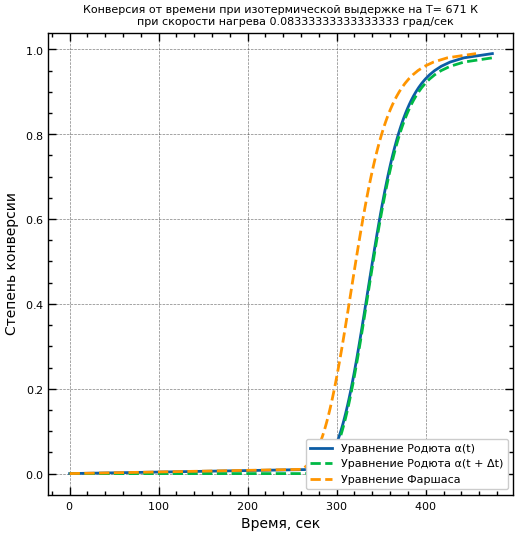 Конверсия от времени при изотермической выдержке на T= 671 К
при скорости нагрева 0.08333333333333333 град/сек
Степень конверсии
1.0
0.8
0.6
0.4
0.2
0.0
0 100 200 300 400
Время, сек
Уравнение Родюта α(t)
Уравнение Родюта α(t + Δt)
Уравнение Фаршаса